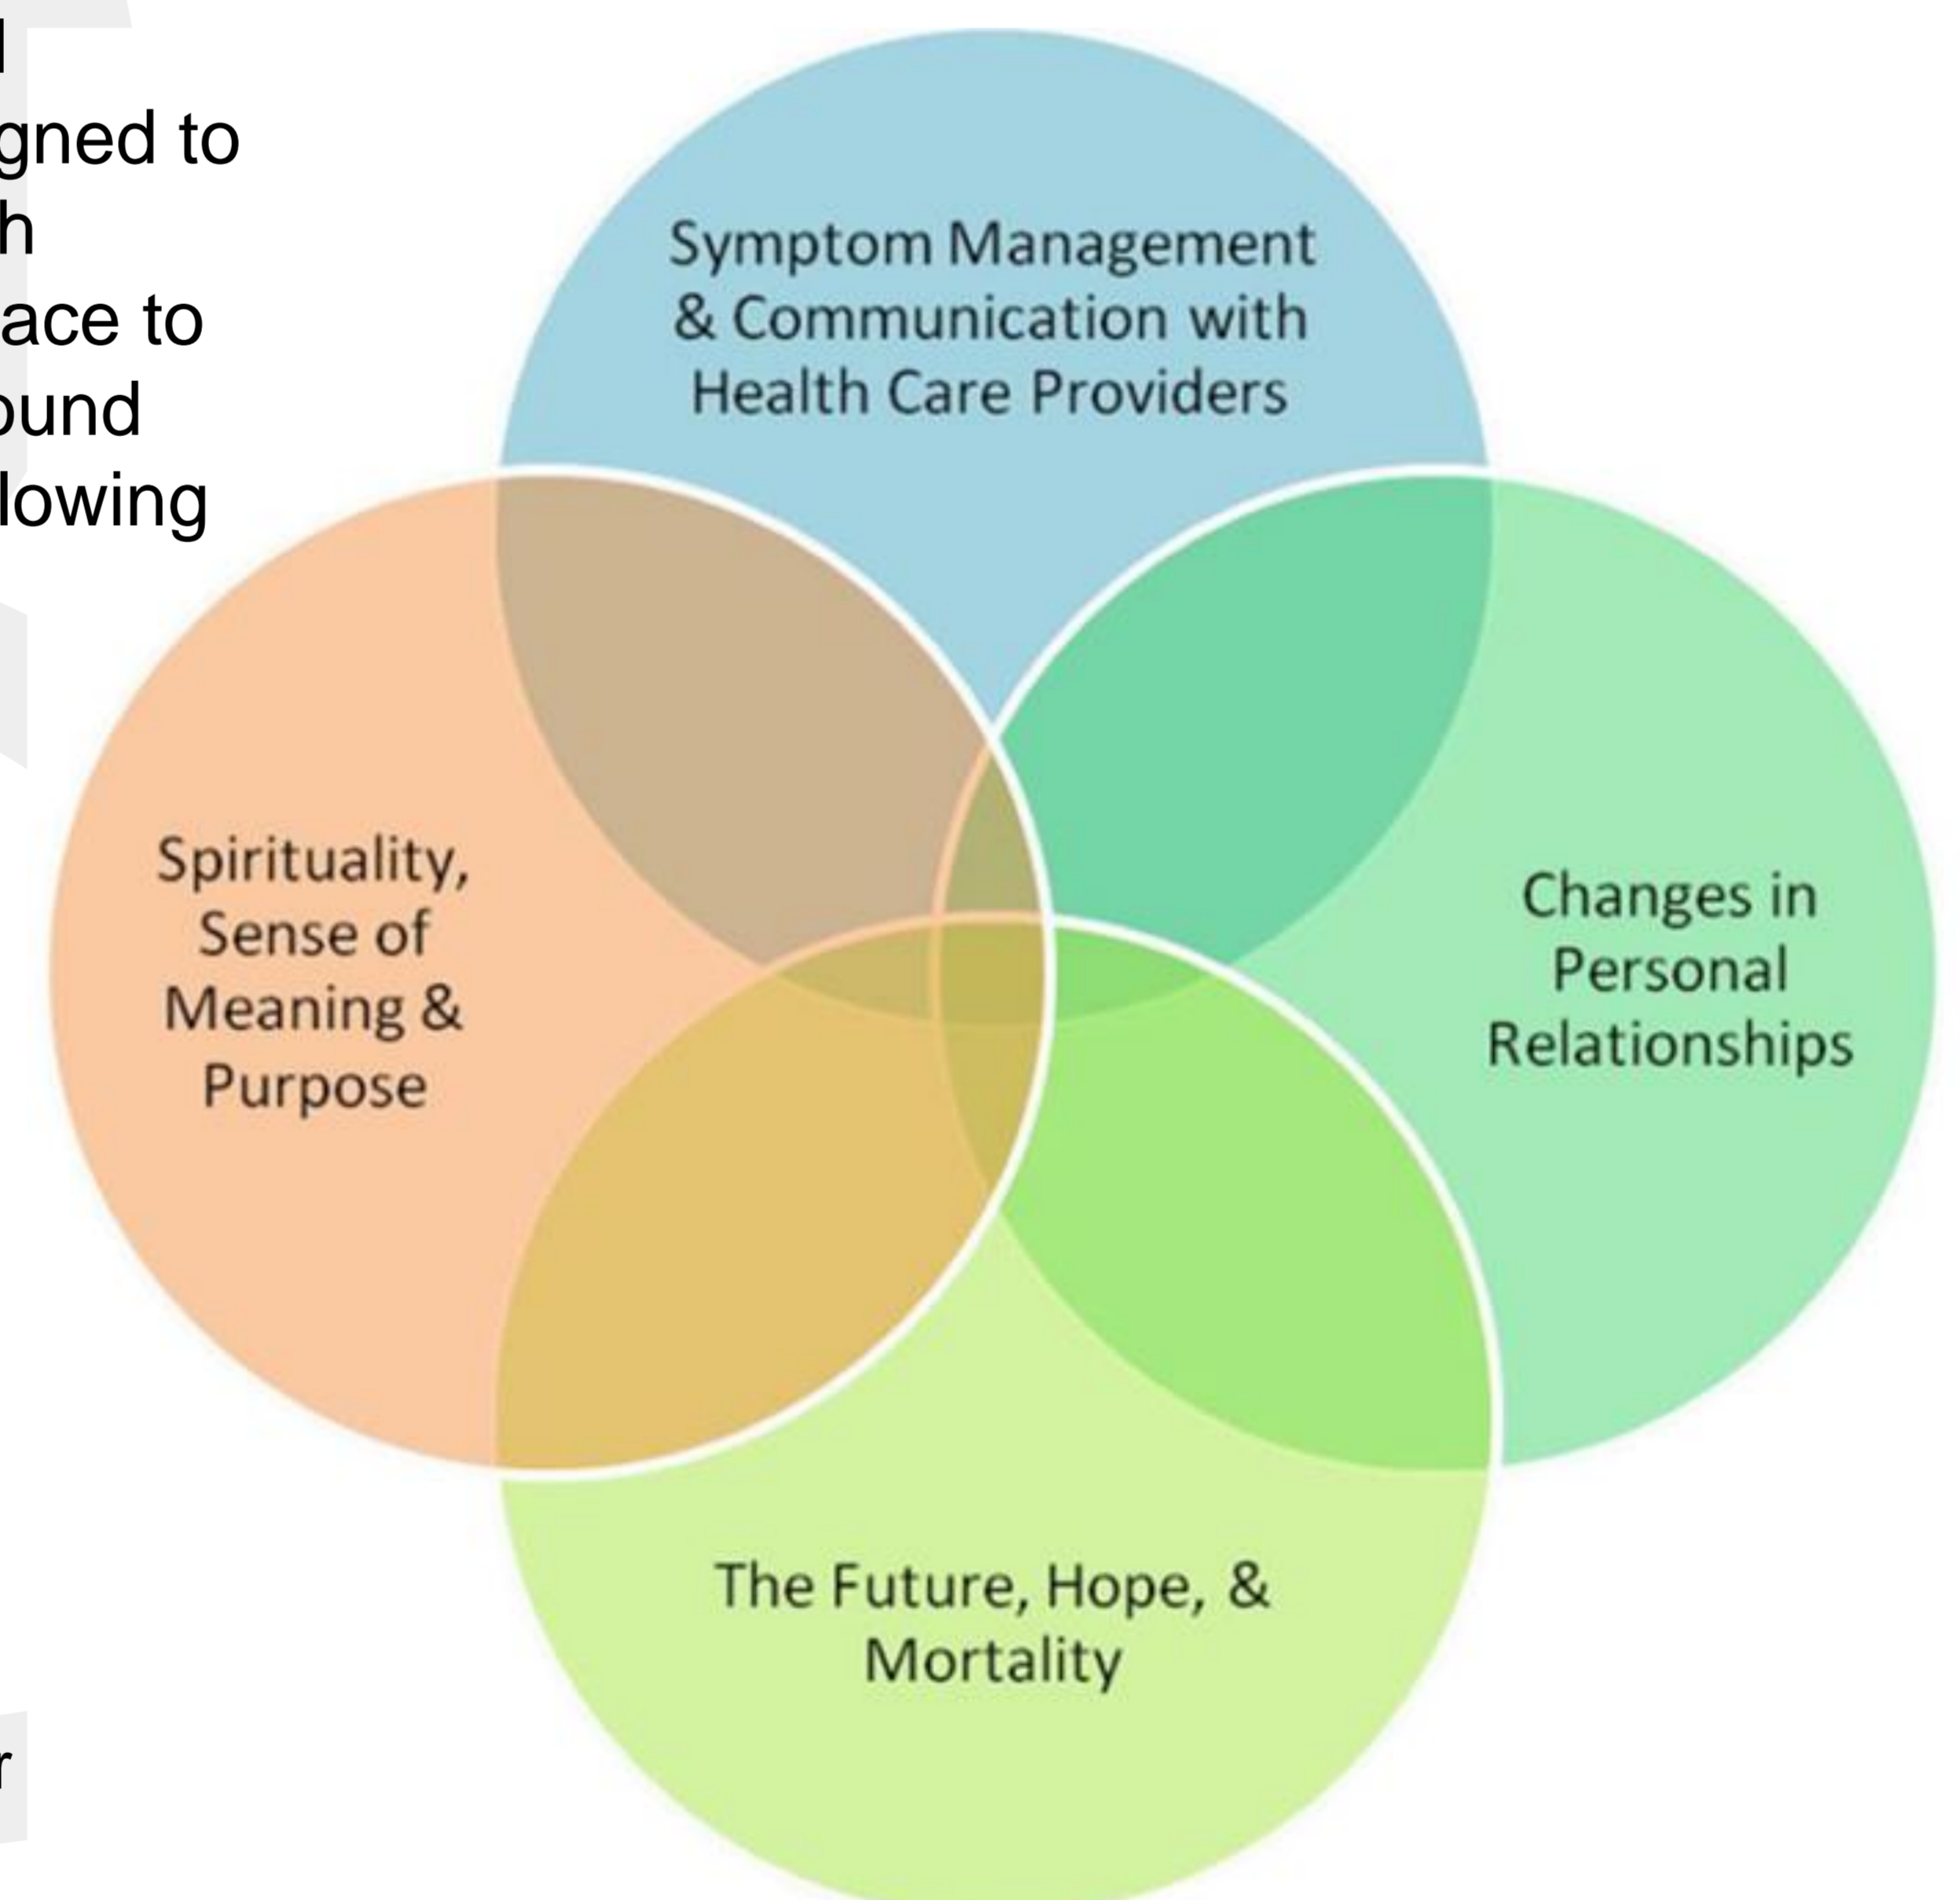 gned to
h
ace to
ound
lowing
r
Symptom Management
& Communication with
Health Care Providers
Spirituality,
Sense of
Meaning &
Purpose
Changes in
Personal
Relationships
The Future, Hope, &
Mortality